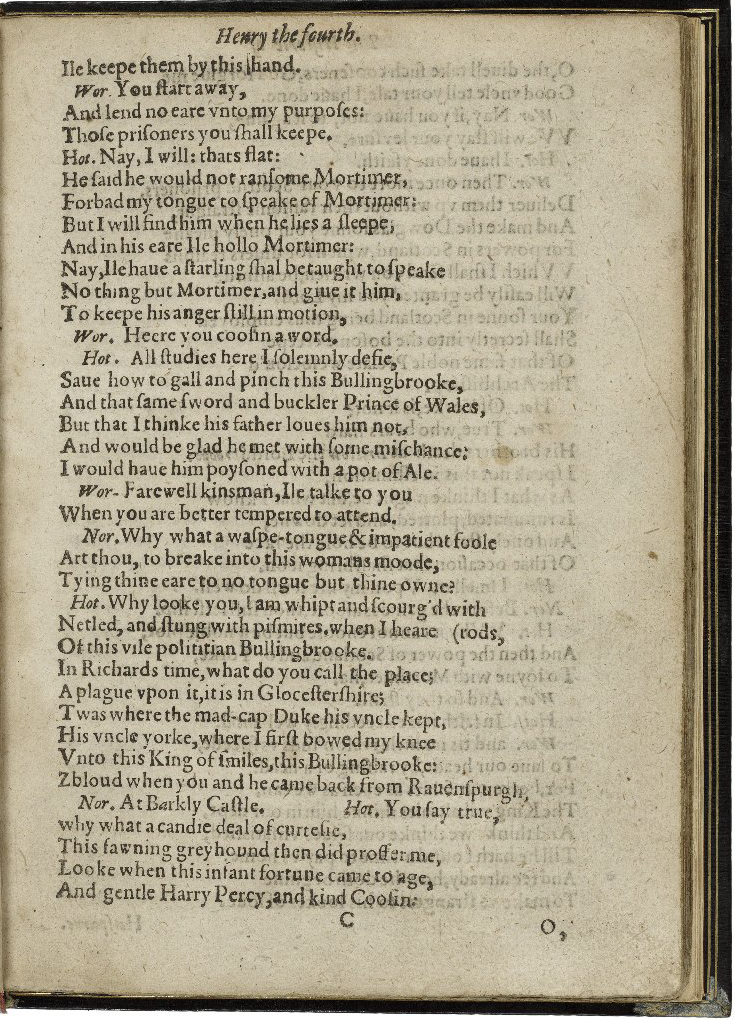 Henry the fourth.
Ile keepe them by this hand.
Wor. You ſtart away,
And lend no eare vnto my purpoſes:
Thoſe priſoners you ſhall keepe.
Hot. Nay, I will: thats flat:
He ſaid he would not ranſome Mortimer,
Forbad my tongue to ſpeake of Mortimer:
But I will find him when he lies a ſleepe;
And in his eare Ile hollo Mortimer:
Nay, Ile haue a ſtarling ſhal be taught to ſpeake
No thing but Mortimer, and giue it him,
To keepe his anger ſtill in motion,
Wor. Heere you cooſin a word.
Hot. All ſtudies here I ſolemnly defie,
Saue how to gall and pinch this Bullingbrooke,
And that ſame ſword and buckler Prince of Wales,
But that I thinke his father loues him not,
And would be glad he met with ſome miſchance:
I would haue him poyſoned with a pot of Ale.
Wor- Farewell kinsman, Ile talke to you
When you are better tempered to attend.
Nor. Why what a waſpe-tongue & impatient foole
Art thou, to breake into this womans moode,
Tying thine eare to no tongue but thine owne?
Hot. Why looke you, I am whipt and ſcourg'd with
Netled, and ſtung with piſmires, when I heare (rods,
Of this vile polititian Bullingbrooke.
In Richards time, what do you call the place;
A plague vpon it, it is in Gloceſterſhire;
Twas where the mad-cap Duke his vncle kept,
His vncle yorke, where I firſt bowed my knee
Vnto this King of ſmiles, this Bullingbrooke:
Zbloud when you and he came back from Rauenſpurgh,
Nor. At Barkly Caſtle. Hot. You ſay true,
why what a candie deal of curteſie,
This fawning greyhound then did proffer me,
Looke when this infant fortune came to age,
And gentle Harry Percy, and kind Cooſin:
C
O,